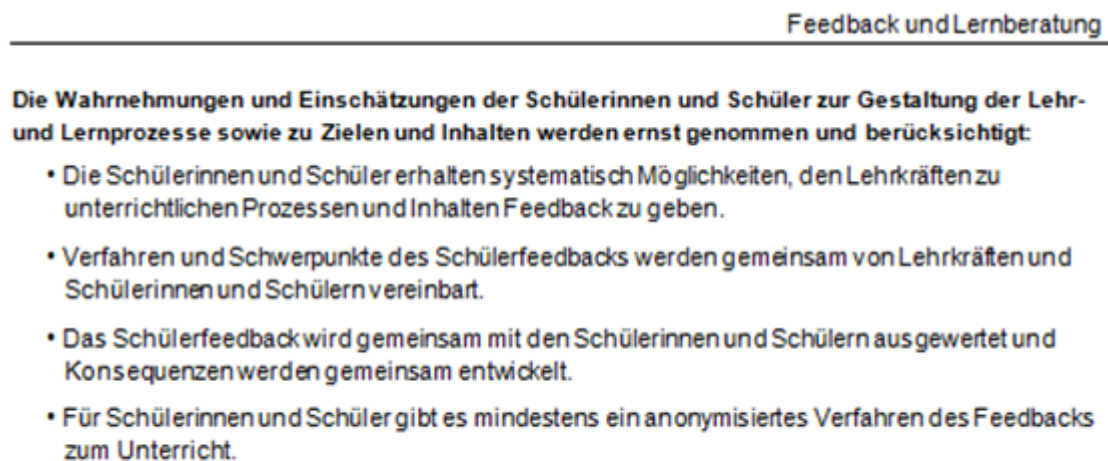 Feedback und Lernberatung
Die Wahrnehmungen und Einschätzungen der Schülerinnen und Schüler zur Gestaltung der Lehr-
und Lernprozesse sowie zu Zielen und Inhalten werden ernst genommen und berücksichtigt:
• Die Schülerinnen und Schüler erhalten systematisch Möglichkeiten, den Lehrkräften zu
unterrichtlichen Prozessen und Inhalten Feedback zu geben.
• Verfahren und Schwerpunkte des Schülerfeedbacks werden gemeinsam von Lehrkräften und
Schülerinnen und Schülern vereinbart.
• Das Schülerfeedback wird gemeinsam mit den Schülerinnen und Schülern ausgewertet und
Konsequenzen werden gemeinsam entwickelt.
• Für Schülerinnen und Schüler gibt es mindestens ein anonymisiertes Verfahren des Feedbacks
zum Unterricht.